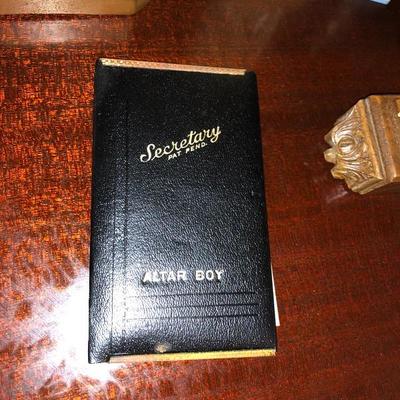 Secretary
PAT PEND.
ALTAR BOY